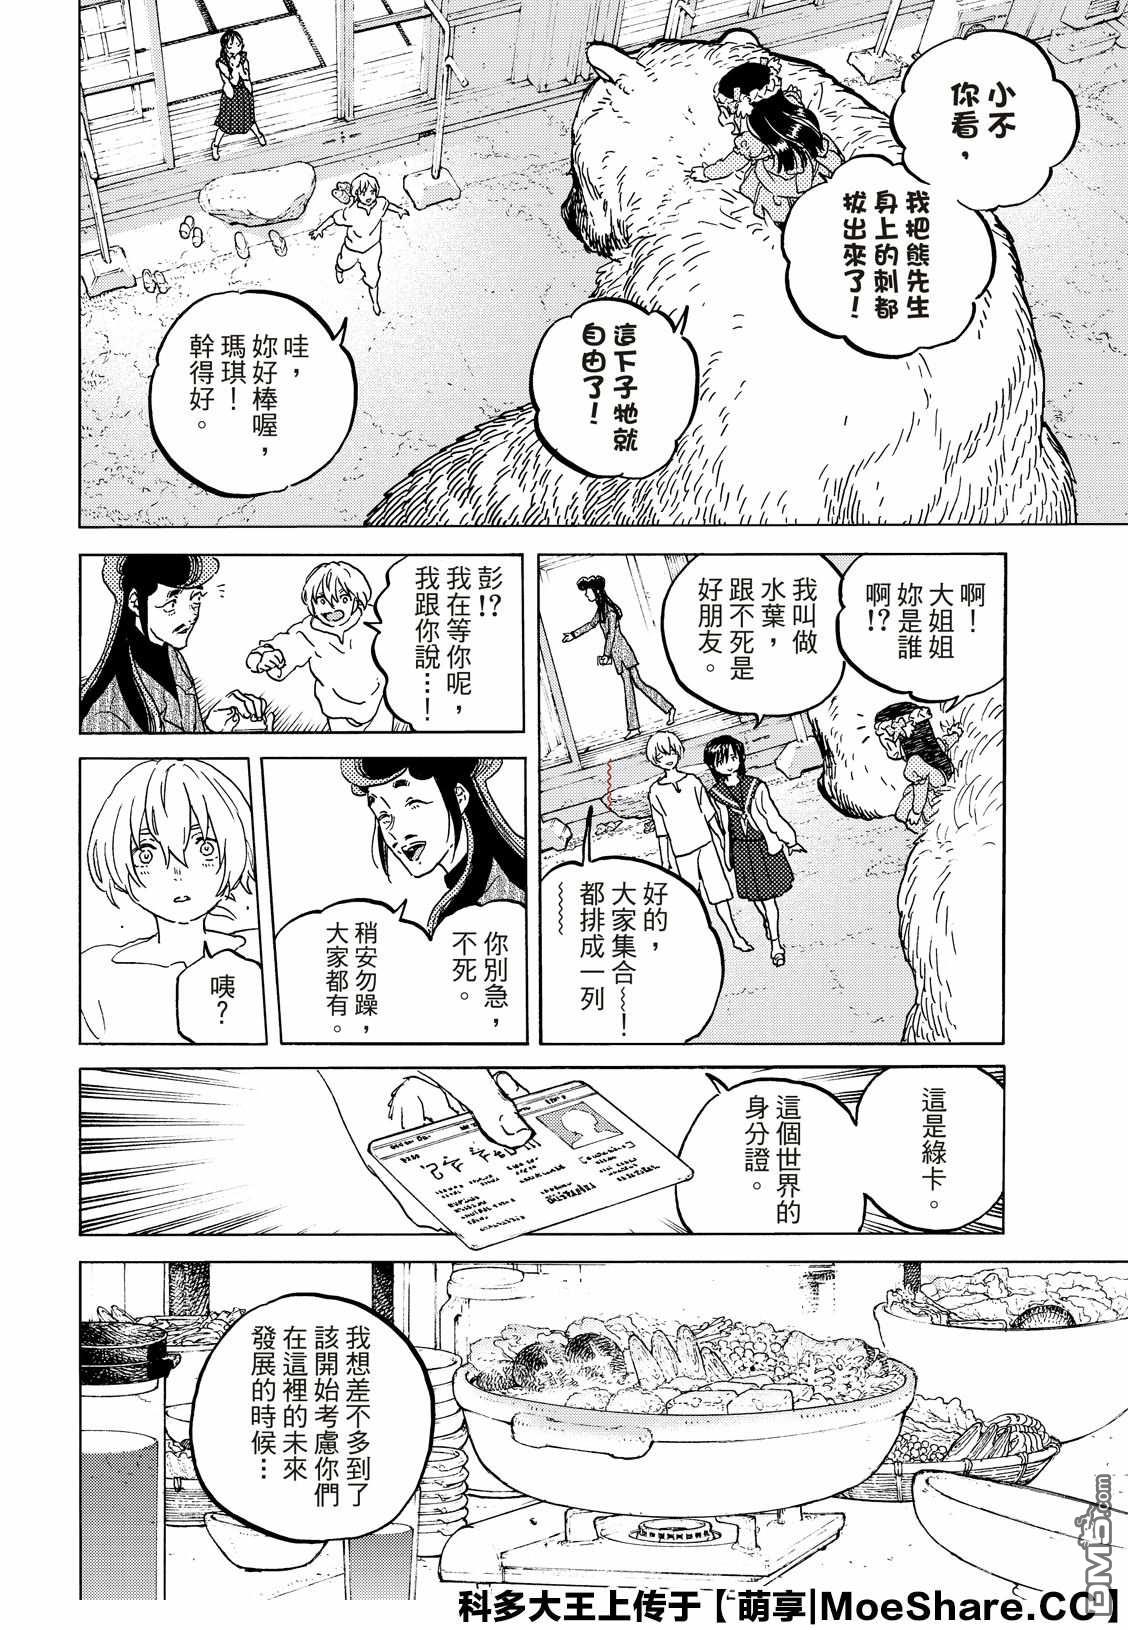 小不
你看，
我把熊先生
身上的刺都
拔出來了！
這下子牠就
自由了！
哇，
妳好棒喔，
瑪琪！
幹得好。
啊！
大姐姐
妳是誰
啊!?
我叫做
水葉，
跟不死是
好朋友。
好的，
大家集合~~！
都排成一列
~~~
彭!?
我在等你呢，
我跟你說……！
你別急，
不死。
稍安勿躁，
大家都有。
咦？
這是綠卡。
這個世界的
身分證。
我想差不多到了
該開始考慮你們
在這裡的未來
發展的時候…
科多大王上传于【萌享|MoeShare.CC】
DM5.com